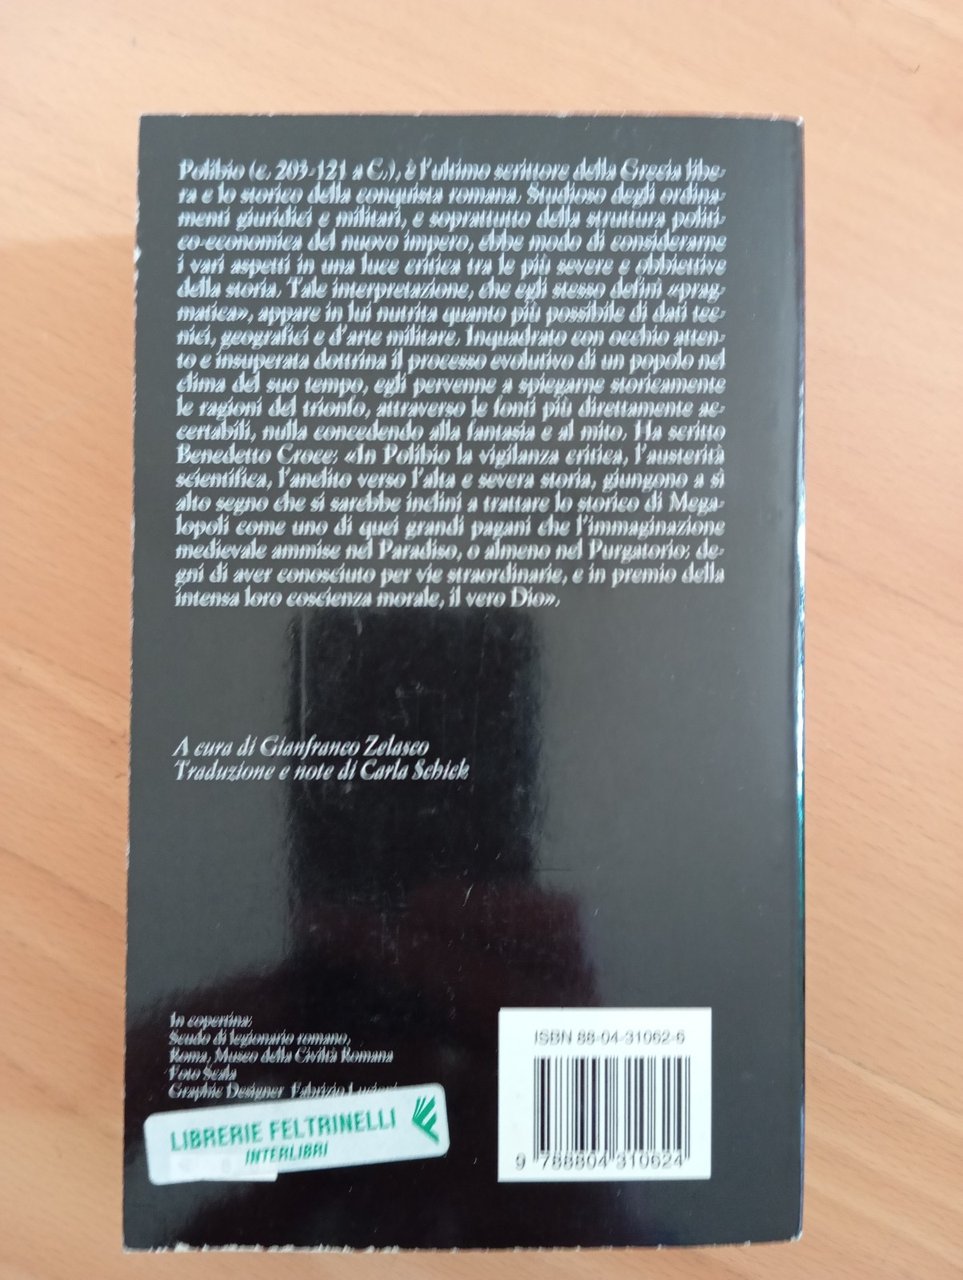 Polibio (c. 203-121 a C.), è l'ultimo scrittore della Grecia libe-
ra e lo storico della conquista romana. Studioso degli ordina-
menti giuridici e militari, e soprattutto della struttura politi-
co-economica del nuovo impero, ebbe modo di considerarne
i vari aspetti in una luce critica tra le più severe e obbiettive
della storia. Tale interpretazione, che egli stesso definì «prag-
matica», appare in lui nutrita quanto più possibile di dati tec-
nici, geografici e d'arte militare. Inquadrato con occhio atten-
to e insuperata dottrina il processo evolutivo di un popolo nel
clima del suo tempo, egli pervenne a spiegarne storicamente
le ragioni del trionfo, attraverso le fonti più direttamente ac-
certabili, nulla concedendo alla fantasia e al mito. Ha scritto
Benedetto Croce: «In Polibio la vigilanza critica, l'austerità
scientifica, l'anelito verso l'alta e severa storia, giungono a sì
alto segno che si sarebbe inclini a trattare lo storico di Mega-
lopoli come uno di quei grandi pagani che l'immaginazione
medievale ammise nel Paradiso, o almeno nel Purgatorio: de-
gni di aver conosciuto per vie straordinarie, e in premio della
intensa loro coscienza morale, il vero Dio».
A cura di Gianfranco Zelasco
Traduzione e note di Carla Schick
In copertina:
Scudo di legionario romano,
Roma, Museo della Civiltà Romana
Foto Scala
Graphic Designer Fabrizio Luzieri
LIBRERIE FELTRINELLI
INTERLIBRI
ISBN 88-04-31062-6
9 788804 310624